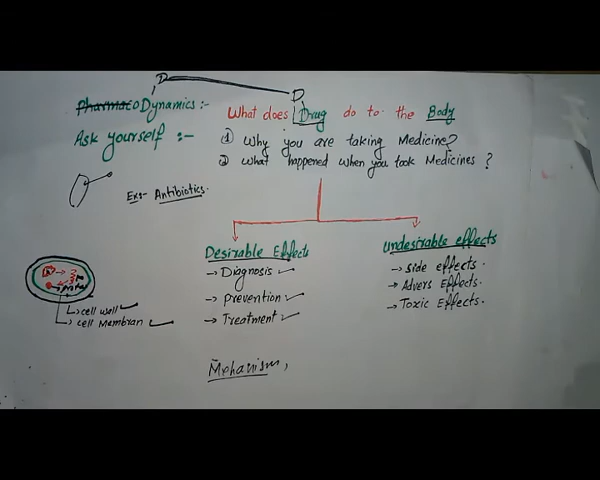 D D
PharmacoDynamics:-
What does Drug do to the Body
Ask yourself :-
① Why you are taking Medicine?
② What happened when you took Medicines ?
Ex:- Antibiotics.
Desirable Effects
→ Diagnosis
→ Prevention
→ Treatment
undesirable effects
→ side effects.
→ Advers Effects.
→ Toxic Effects.
→ cell wall
→ cell Membran
Mehanism,